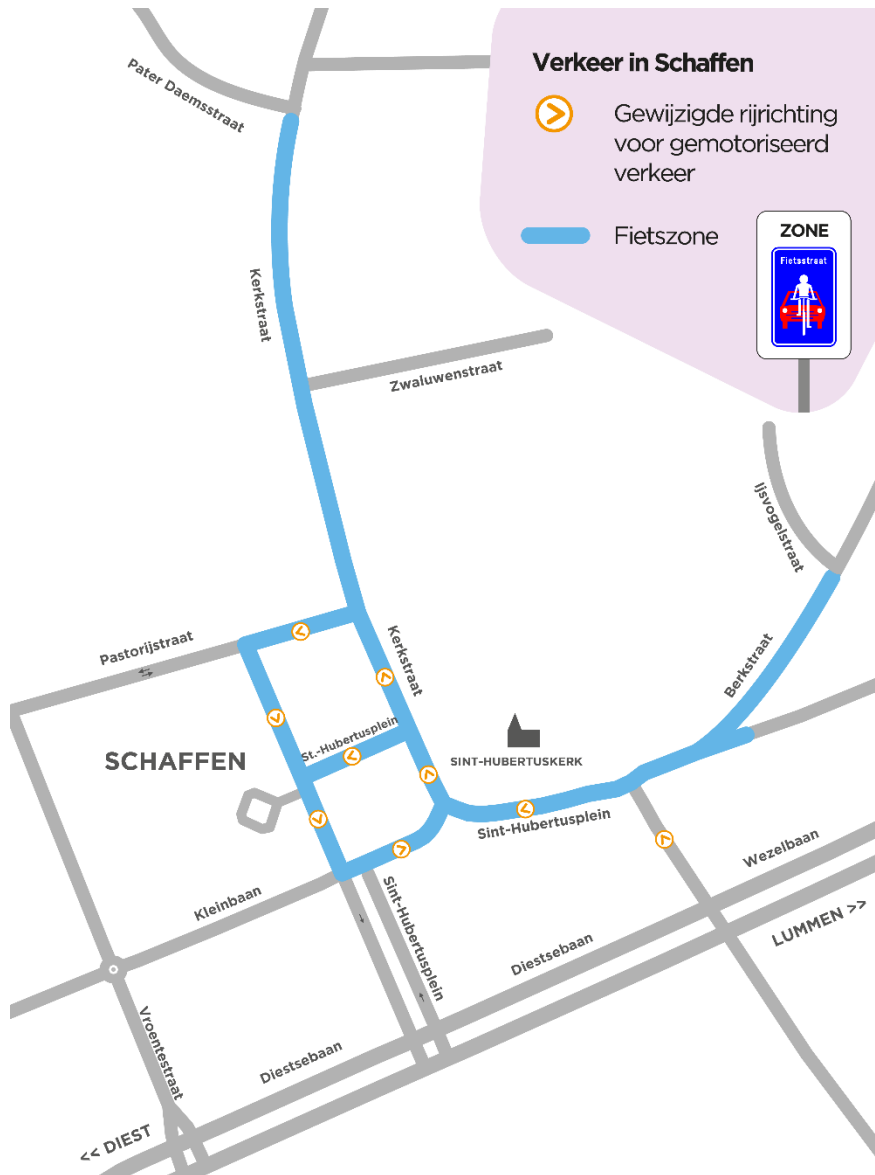 Verkeer in Schaffen
Gewijzigde rijrichting
voor gemotoriseerd
verkeer
Fietszone
ZONE
Fietsstraat
Pater Daemsstraat
Kerkstraat
Zwaluwenstraat
Ijsvogelstraat
Pastorijstraat
Kerkstraat
Berkstraat
St.-Hubertusplein
SCHAFFEN
SINT-HUBERTUSKERK
Sint-Hubertusplein
Kleinbaan
Sint-Hubertusplein
Wezelbaan
Diestsebaan
LUMMEN >>
Vroentestraat
Diestsebaan
<< DIEST